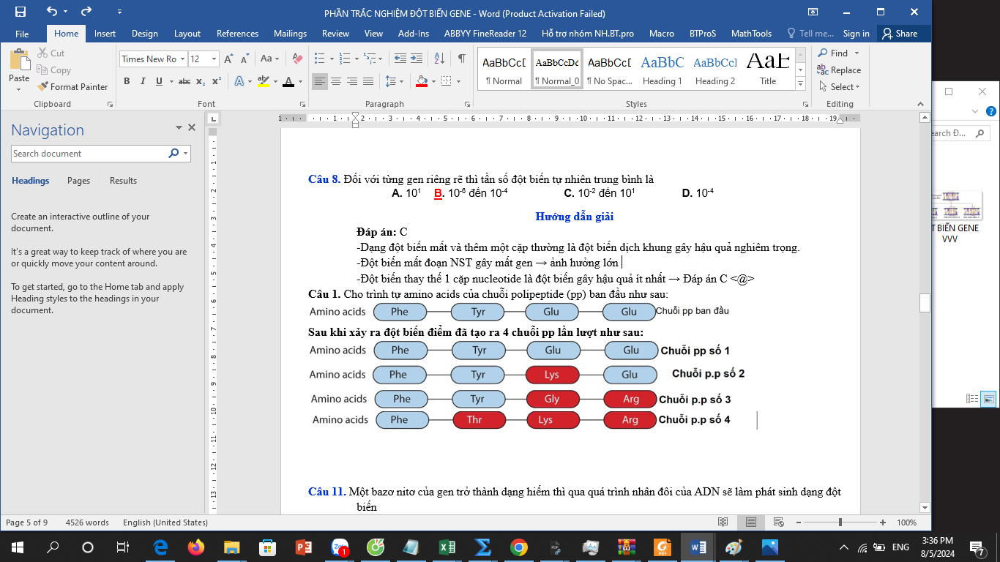 PHẦN TRẮC NGHIỆM ĐỘT BIẾN GENE - Word (Product Activation Failed)
File Home Insert Design Layout References Mailings Review View Add-Ins ABBYY FineReader 12 Hỗ trợ nhóm NH.BT.pro Macro BTProS MathTools Tell me... Sign in Share
Paste
Cut
Copy
Format Painter
Clipboard
Times New Ro 12
Font
Paragraph
AaBbCcI ¶ Normal
AaBbCcDc ¶ Normal_0
AaBbCcI ¶ No Spac...
AaBbC Heading 1
AaBbCcI Heading 2
AaB Title
Styles
Find
Replace
Select
Editing
Navigation
Search document
Headings Pages Results
Create an interactive outline of your
document.
It's a great way to keep track of where you are
or quickly move your content around.
To get started, go to the Home tab and apply
Heading styles to the headings in your
document.
Câu 8. Đối với từng gen riêng rẽ thì tần số đột biến tự nhiên trung bình là
A. 10¹ B. 10⁻⁶ đến 10⁻⁴ C. 10⁻² đến 10¹ D. 10⁻⁴
Hướng dẫn giải
Đáp án: C
-Dạng đột biến mất và thêm một cặp thường là đột biến dịch khung gây hậu quả nghiêm trọng.
-Đột biến mất đoạn NST gây mất gen → ảnh hưởng lớn
-Đột biến thay thế 1 cặp nucleotide là đột biến gây hậu quả ít nhất → Đáp án C <@>
Câu 1. Cho trình tự amino acids của chuỗi polipeptide (pp) ban đầu như sau:
Amino acids Phe Tyr Glu Glu Chuỗi pp ban đầu
Sau khi xảy ra đột biến điểm đã tạo ra 4 chuỗi pp lần lượt như sau:
Amino acids Phe Tyr Glu Glu Chuỗi pp số 1
Amino acids Phe Tyr Lys Glu Chuỗi p.p số 2
Amino acids Phe Tyr Gly Arg Chuỗi p.p số 3
Amino acids Phe Thr Lys Arg Chuỗi p.p số 4
Câu 11. Một bazơ nitơ của gen trở thành dạng hiếm thì qua quá trình nhân đôi của ADN sẽ làm phát sinh dạng đột
biến
Page 5 of 9 4526 words English (United States) 100%
earch Đ...
T BIẾN GENE
VVV
ENG
3:36 PM
8/5/2024